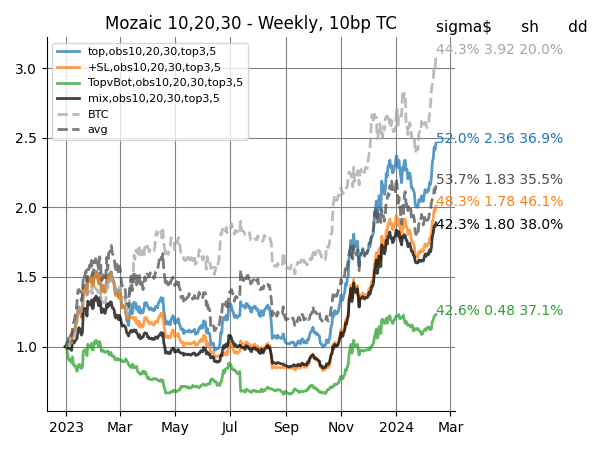 Mozaic 10,20,30 - Weekly, 10bp TC
sigma$ sh dd
top,obs10,20,30,top3,5
+SL,obs10,20,30,top3,5
TopvBot,obs10,20,30,top3,5
mix,obs10,20,30,top3,5
BTC
avg
44.3% 3.92 20.0%
52.0% 2.36 36.9%
53.7% 1.83 35.5%
48.3% 1.78 46.1%
42.3% 1.80 38.0%
42.6% 0.48 37.1%
3.0
2.5
2.0
1.5
1.0
2023 Mar May Jul Sep Nov 2024 Mar